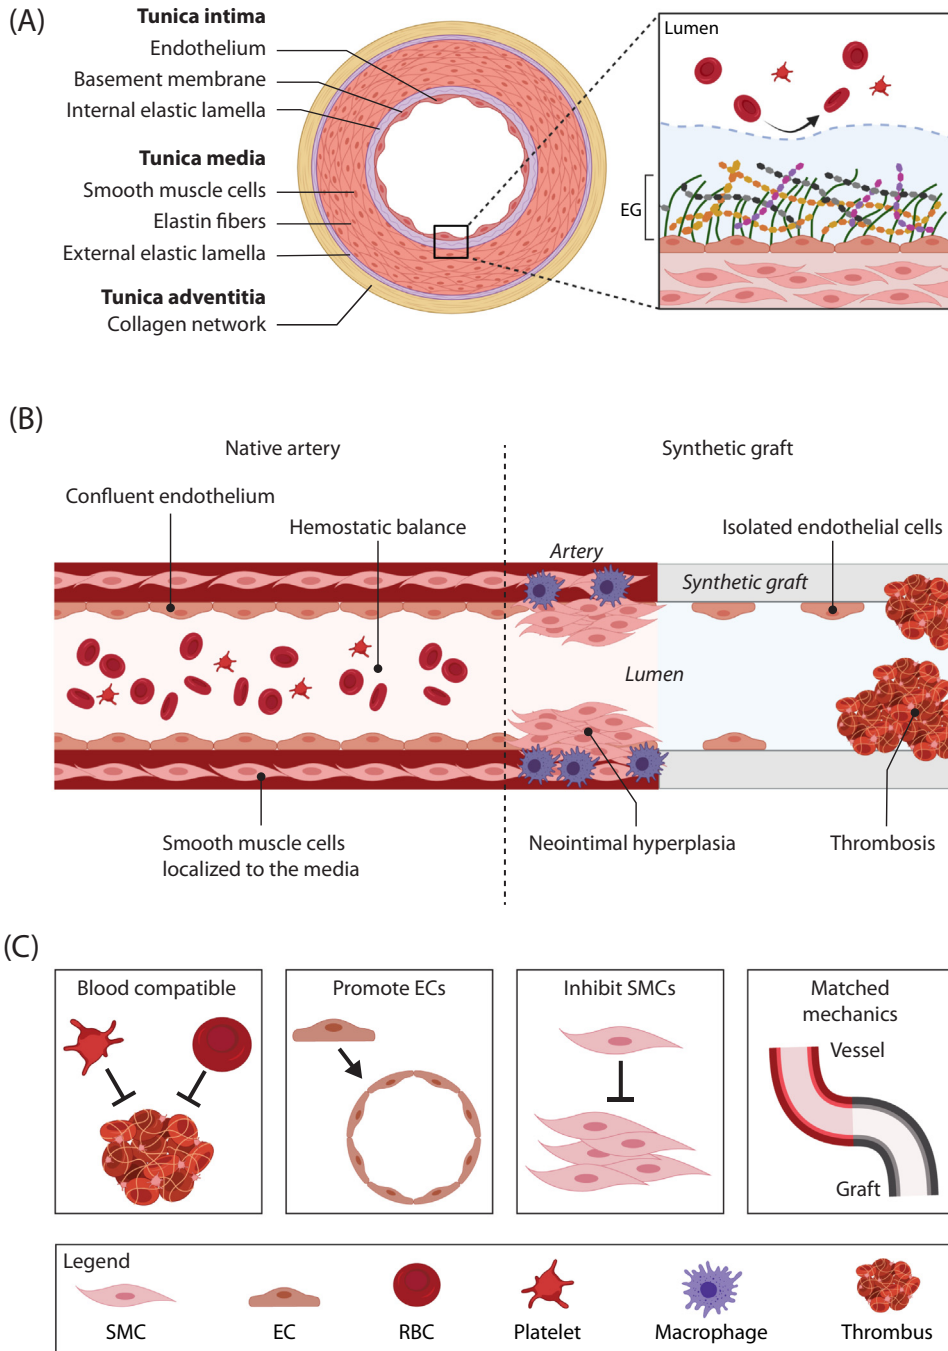 (A)
Tunica intima
Endothelium
Basement membrane
Internal elastic lamella
Tunica media
Smooth muscle cells
Elastin fibers
External elastic lamella
Tunica adventitia
Collagen network
Lumen
EG
(B)
Native artery
Synthetic graft
Confluent endothelium
Hemostatic balance
Isolated endothelial cells
Artery
Synthetic graft
Lumen
Smooth muscle cells
localized to the media
Neointimal hyperplasia
Thrombosis
(C)
Blood compatible
Promote ECs
Inhibit SMCs
Matched
mechanics
Vessel
Graft
Legend
SMC
EC
RBC
Platelet
Macrophage
Thrombus